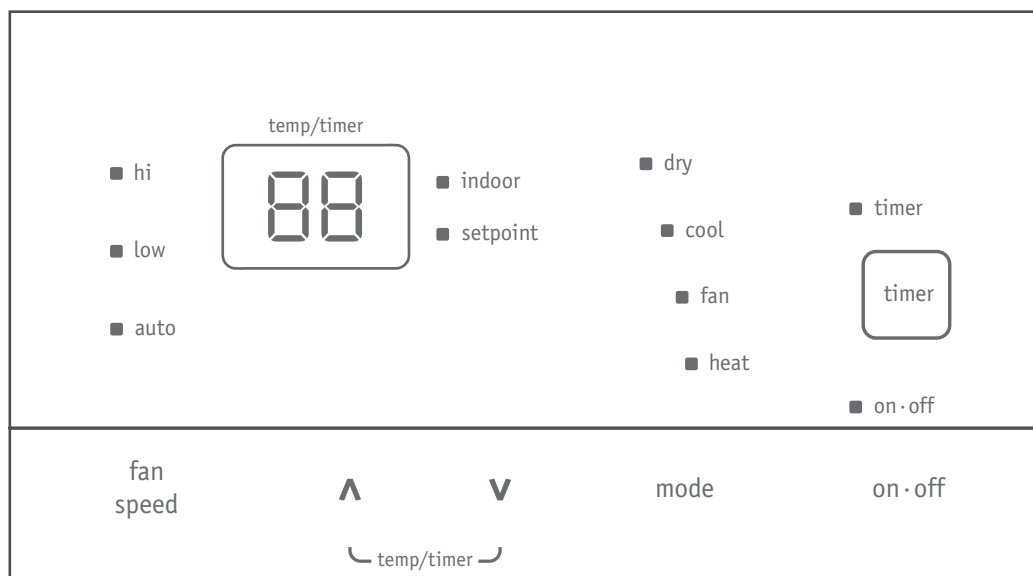 temp/timer
88
hi
low
auto
indoor
setpoint
dry
cool
fan
heat
timer
timer
on·off
fan
speed
∧
∨
temp/timer
mode
on·off